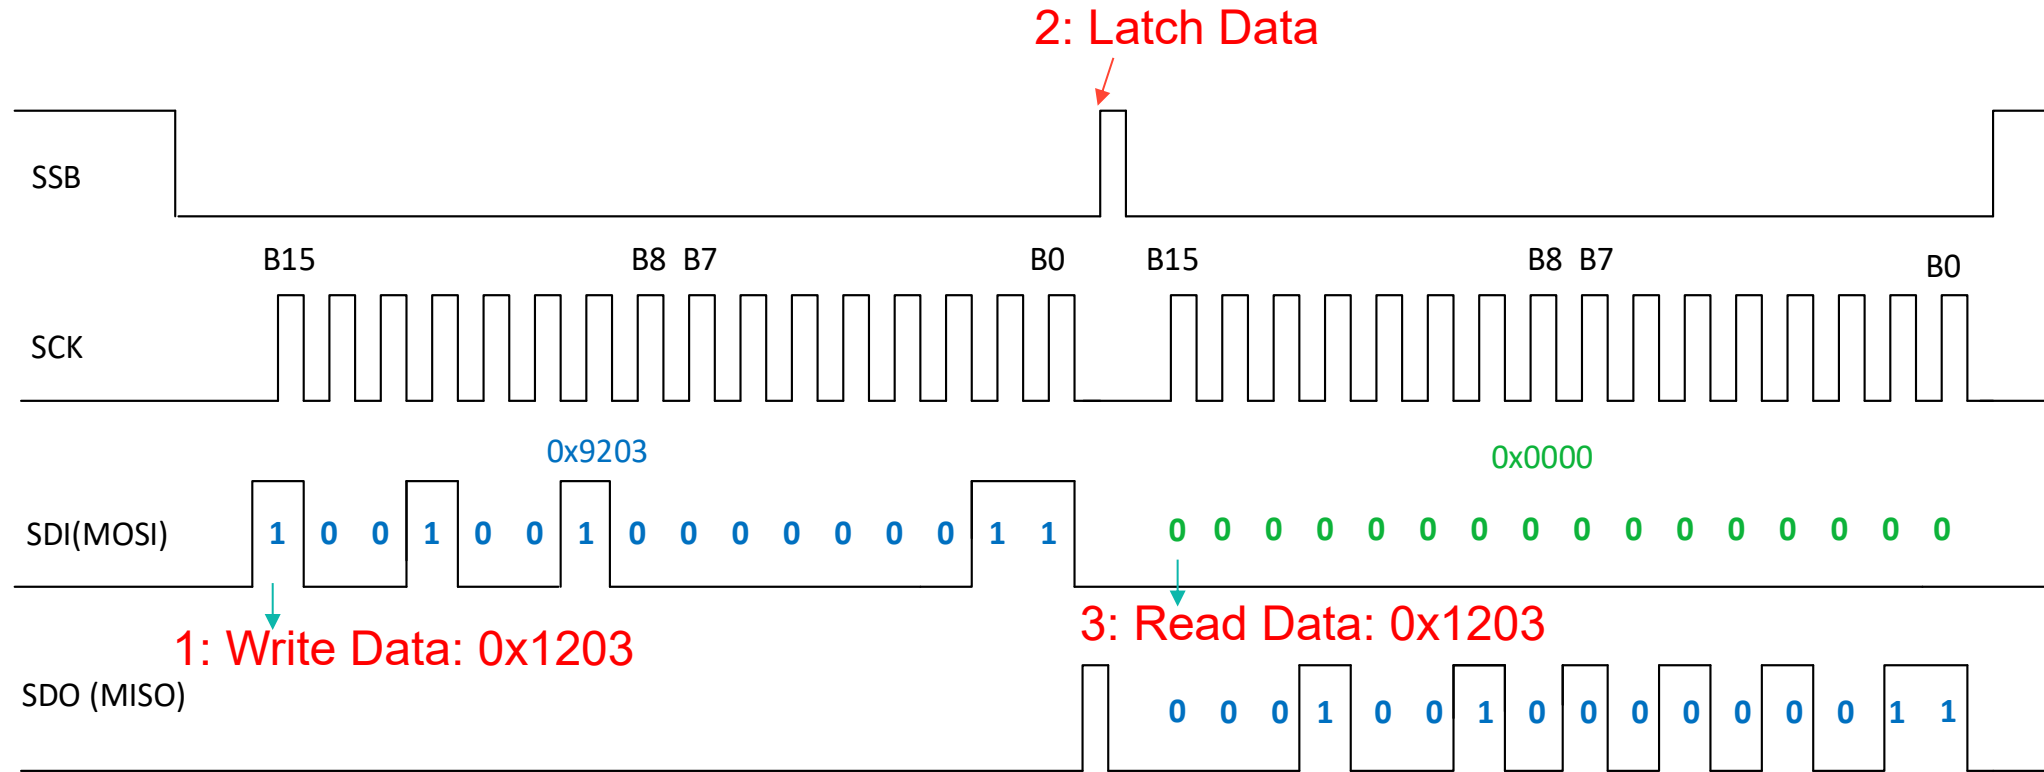 2: Latch Data
SSB
B15 B8 B7 B0 B15 B8 B7 B0
SCK
0x9203 0x0000
SDI(MOSI) 1 0 0 1 0 0 1 0 0 0 0 0 0 0 1 1 0 0 0 0 0 0 0 0 0 0 0 0 0 0 0 0
1: Write Data: 0x1203 3: Read Data: 0x1203
SDO (MISO) 0 0 0 1 0 0 1 0 0 0 0 0 0 0 1 1